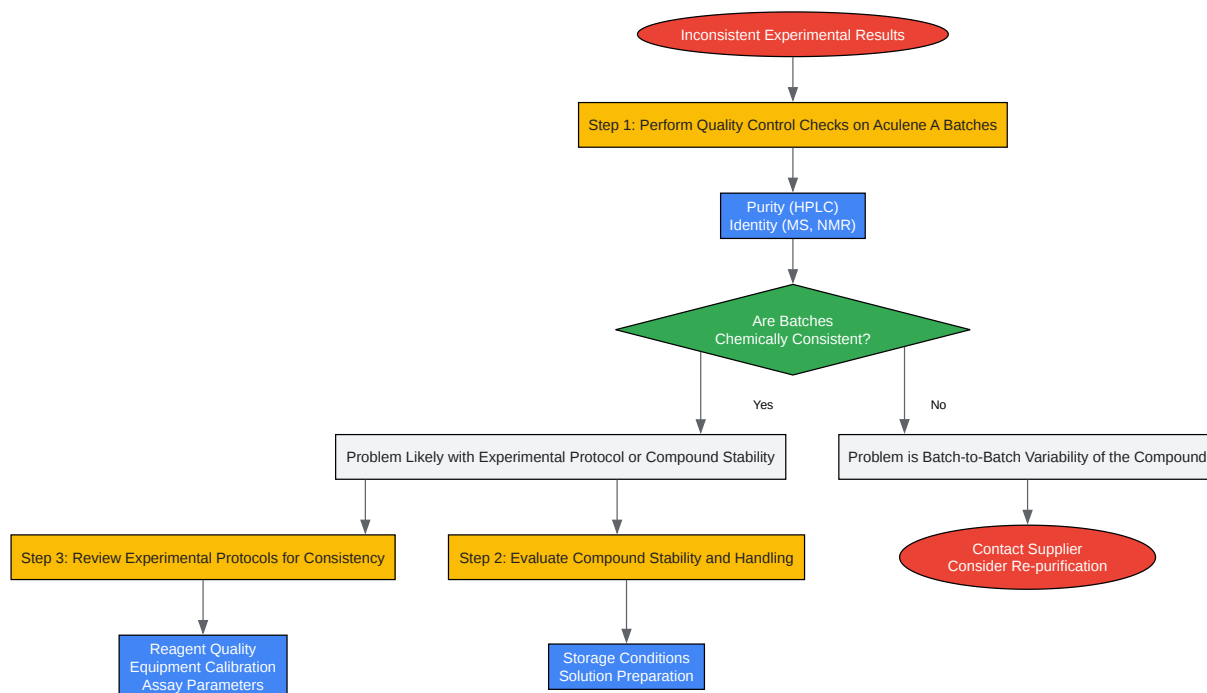 Inconsistent Experimental Results
Step 1: Perform Quality Control Checks on Aculene A Batches
Purity (HPLC)
Identity (MS, NMR)
Are Batches
Chemically Consistent?
Yes
No
Problem Likely with Experimental Protocol or Compound Stability
Problem is Batch-to-Batch Variability of the Compound
Step 3: Review Experimental Protocols for Consistency
Step 2: Evaluate Compound Stability and Handling
Contact Supplier
Consider Re-purification
Reagent Quality
Equipment Calibration
Assay Parameters
Storage Conditions
Solution Preparation